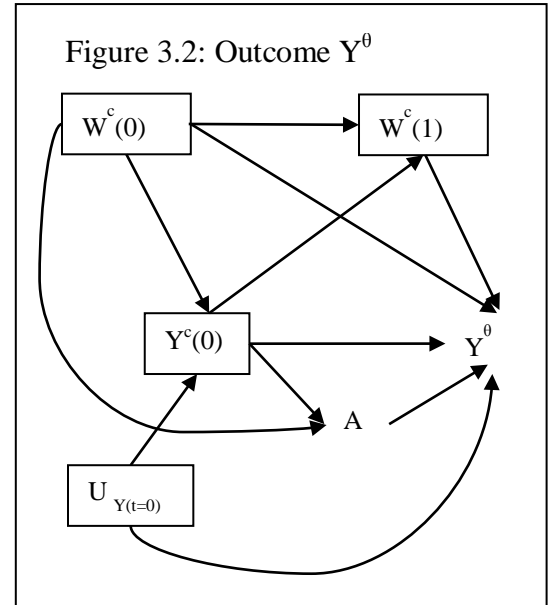 Figure 3.2: Outcome Y^θ
W^c(0)
W^c(1)
Y^c(0)
Y^θ
A
U_Y(t=0)